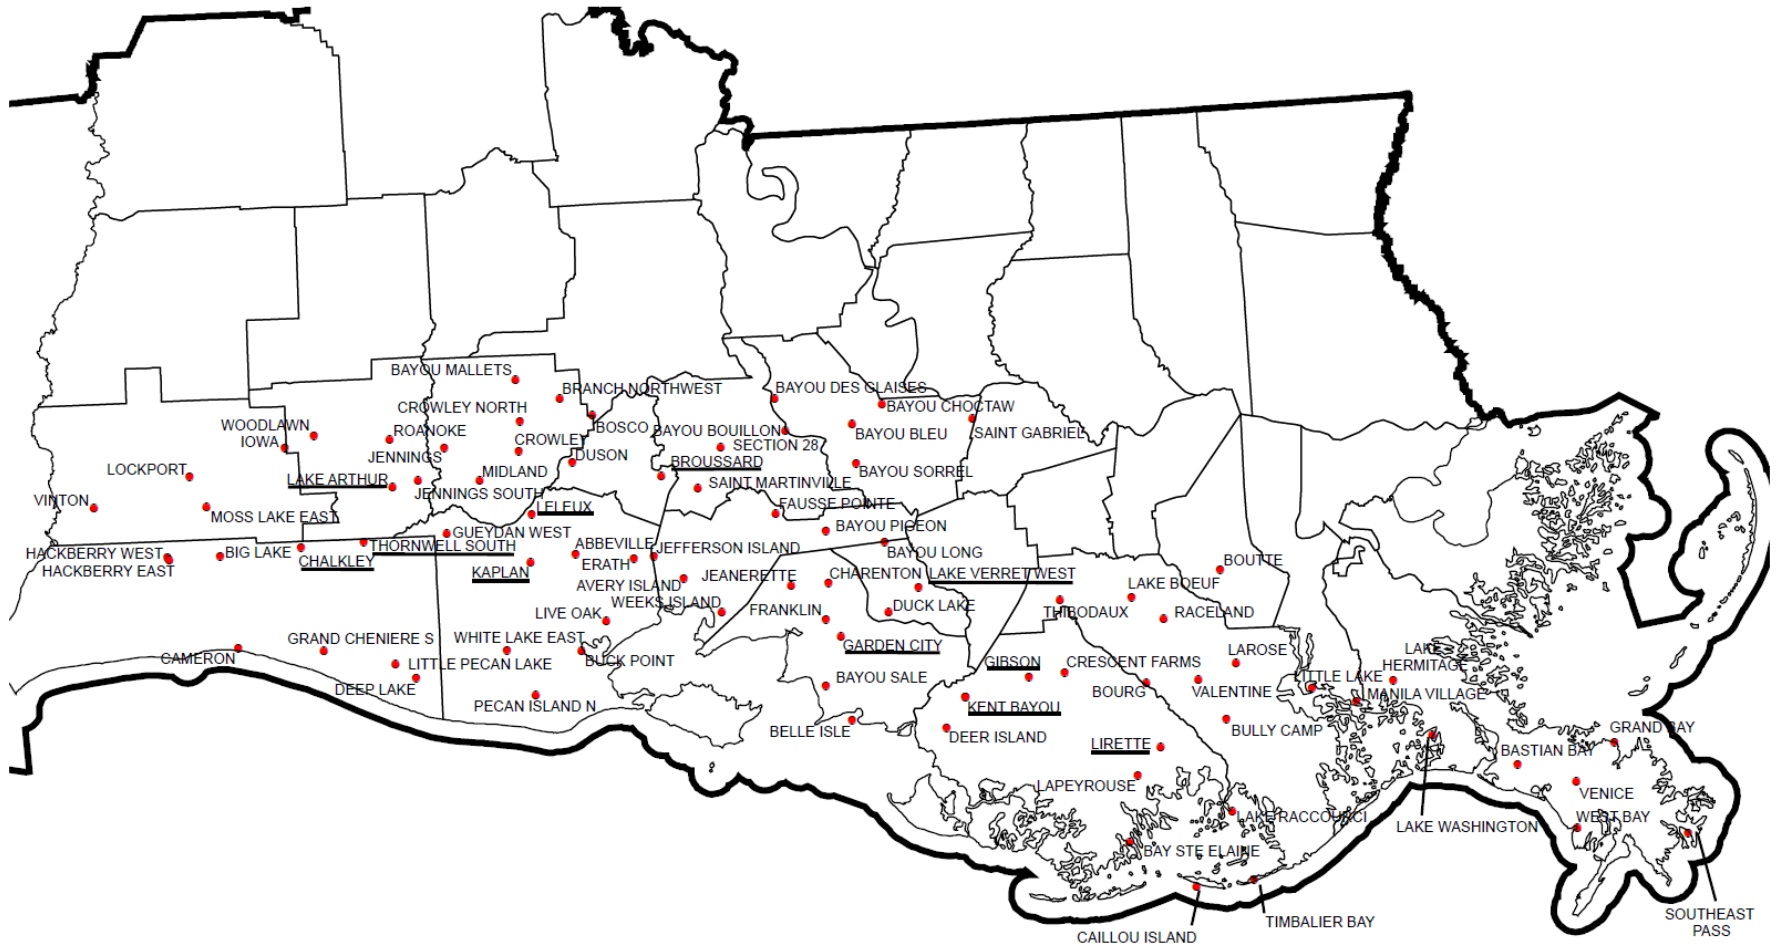 BAYOU MALLETS
BRANCH NORTHWEST
BAYOU DES GLAISES
CROWLEY NORTH
BAYOU CHOCTAW
WOODLAWN
ROANOKE
BOSCO
BAYOU BOUILLON
BAYOU BLEU
SAINT GABRIEL
IOWA
CROWLEY
SECTION 28
JENNINGS
DUSON
BROUSSARD
LOCKPORT
MIDLAND
BAYOU SORREL
LAKE ARTHUR
SAINT MARTINVILLE
JENNINGS SOUTH
VINTON
LELEUX
FAUSSE POINTE
MOSS LAKE EAST
GUEYDAN WEST
BAYOU PIGEON
HACKBERRY WEST
BIG LAKE
THORNWELL SOUTH
ABBEVILLE
JEFFERSON ISLAND
BAYOU LONG
CHALKLEY
ERATH
BOUTTE
HACKBERRY EAST
KAPLAN
AVERY ISLAND
JEANERETTE
CHARENTON
LAKE VERRET WEST
LAKE BOEUF
WEEKS ISLAND
LIVE OAK
FRANKLIN
DUCK LAKE
THIBODAUX
RACELAND
GRAND CHENIERE S
WHITE LAKE EAST
GARDEN CITY
LAROSE
LAKE
HERMITAGE
CAMERON
LITTLE PECAN LAKE
BUCK POINT
GIBSON
CRESCENT FARMS
DEEP LAKE
BAYOU SALE
BOURG
VALENTINE
LITTLE LAKE
MANILA VILLAGE
PECAN ISLAND N
KENT BAYOU
BELLE ISLE
DEER ISLAND
LIRETTE
BULLY CAMP
GRAND BAY
BASTIAN BAY
LAPEYROUSE
VENICE
LAKE RACCOURCI
LAKE WASHINGTON
WEST BAY
BAY STE ELAINE
TIMBALIER BAY
SOUTHEAST
PASS
CAILLOU ISLAND